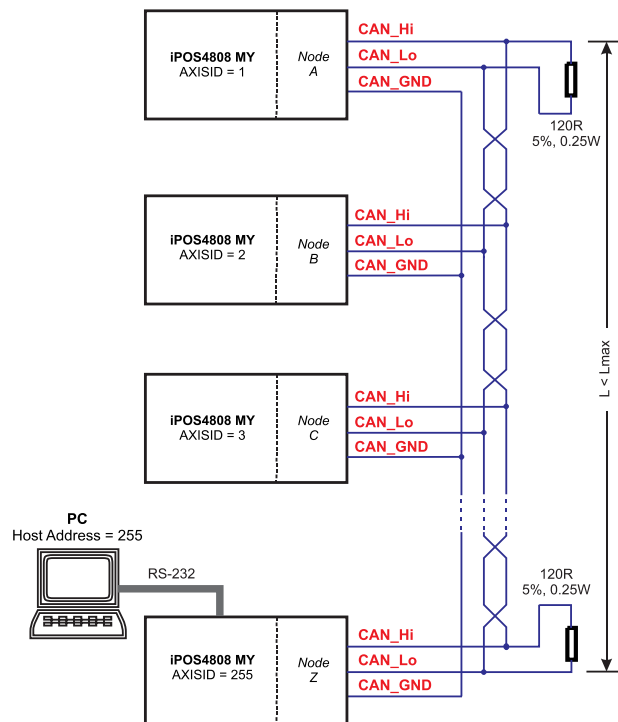 iPOS4808 MY
AXISID = 1
Node
A
CAN_Hi
CAN_Lo
CAN_GND
120R
5%, 0.25W
iPOS4808 MY
AXISID = 2
Node
B
CAN_Hi
CAN_Lo
CAN_GND
L < Lmax
iPOS4808 MY
AXISID = 3
Node
C
CAN_Hi
CAN_Lo
CAN_GND
PC
Host Address = 255
RS-232
120R
5%, 0.25W
iPOS4808 MY
AXISID = 255
Node
Z
CAN_Hi
CAN_Lo
CAN_GND